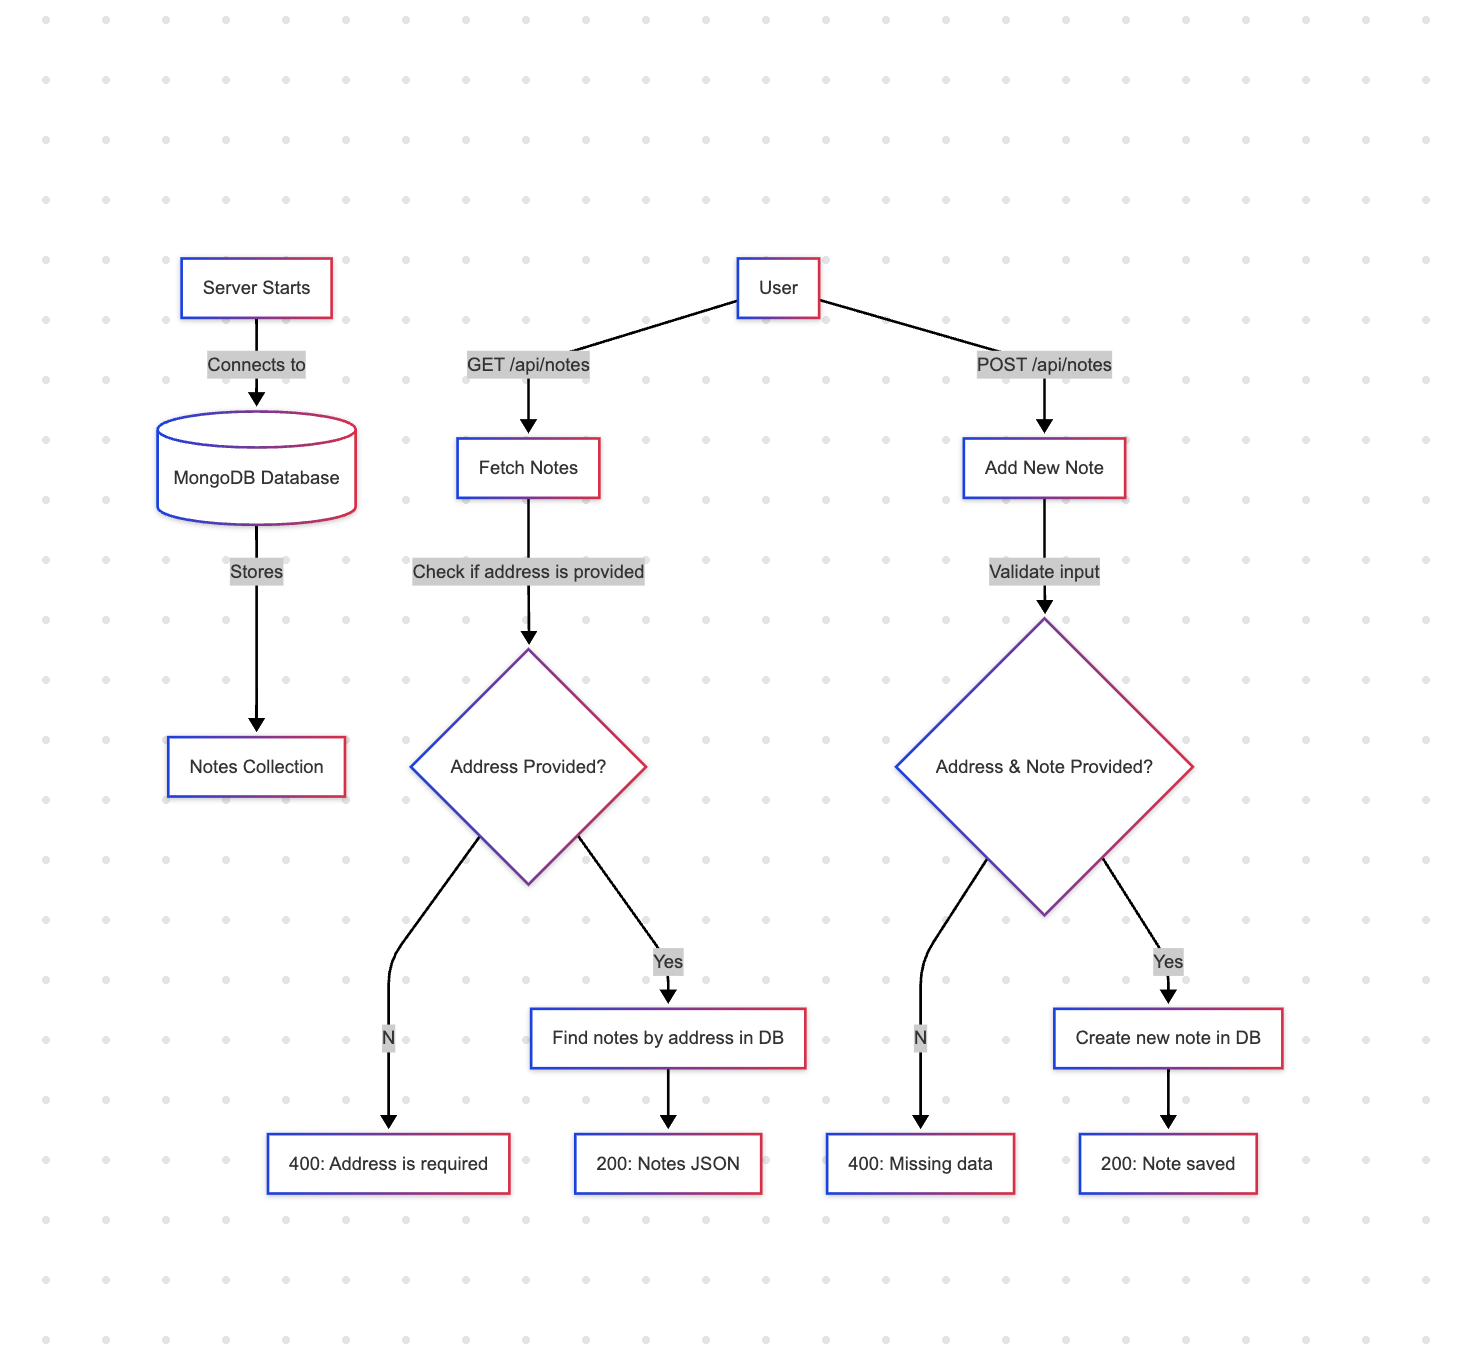 Server Starts
User
Connects to
GET /api/notes
POST /api/notes
MongoDB Database
Fetch Notes
Add New Note
Stores
Check if address is provided
Validate input
Notes Collection
Address Provided?
Address & Note Provided?
Yes
Yes
N
Find notes by address in DB
N
Create new note in DB
400: Address is required
200: Notes JSON
400: Missing data
200: Note saved